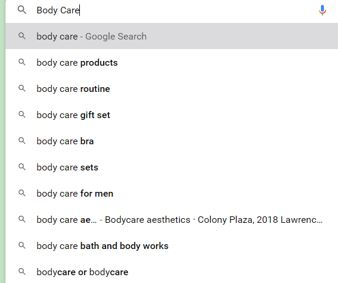 Body Care
body care - Google Search
body care products
body care routine
body care gift set
body care bra
body care sets
body care for men
body care ae... - Bodycare aesthetics · Colony Plaza, 2018 Lawrenc...
body care bath and body works
bodycare or bodycare